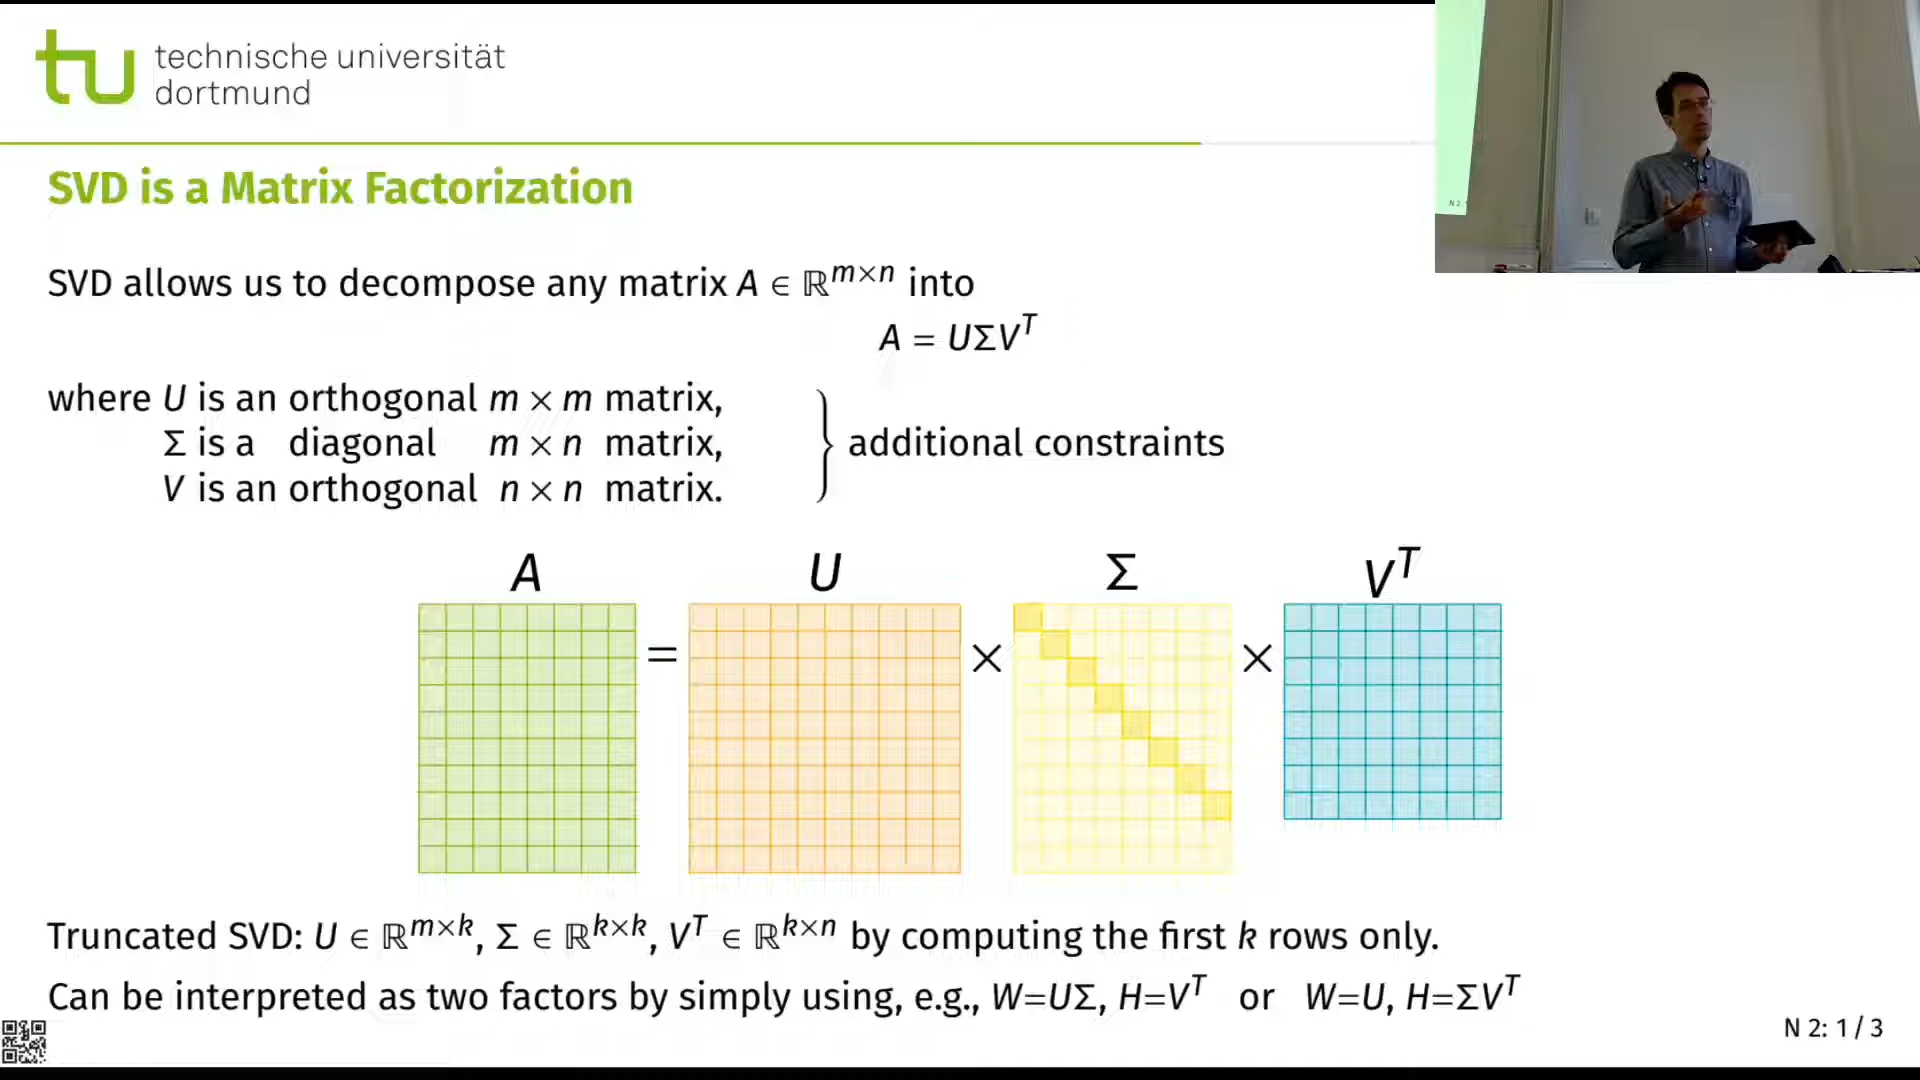 technische universität
dortmund
SVD is a Matrix Factorization
SVD allows us to decompose any matrix A ∈ ℝ^{m×n} into
A = UΣV^T
where U is an orthogonal m × m matrix,
Σ is a diagonal m × n matrix,
V is an orthogonal n × n matrix.
} additional constraints
A U Σ V^T
= × ×
Truncated SVD: U ∈ ℝ^{m×k}, Σ ∈ ℝ^{k×k}, V^T ∈ ℝ^{k×n} by computing the first k rows only.
Can be interpreted as two factors by simply using, e.g., W=UΣ, H=V^T or W=U, H=ΣV^T
N 2: 1 / 3